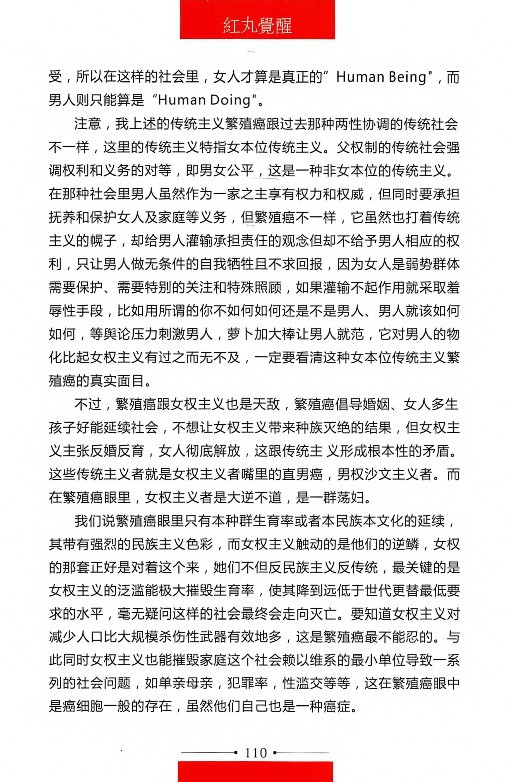 紅丸覺醒
受，所以在这样的社会里，女人才算是真正的”Human Being"，而
男人则只能算是“Human Doing"。
注意，我上述的传统主义繁殖癌跟过去那种两性协调的传统社会
不一样，这里的传统主义特指女本位传统主义。父权制的传统社会强
调权利和义务的对等，即男女公平，这是一种非女本位的传统主义。
在那种社会里男人虽然作为一家之主享有权力和权威，但同时要承担
抚养和保护女人及家庭等义务，但繁殖癌不一样，它虽然也打着传统
主义的幌子，却给男人灌输承担责任的观念但却不给予男人相应的权
利，只让男人做无条件的自我牺牲且不求回报，因为女人是弱势群体
需要保护、需要特别的关注和特殊照顾，如果灌输不起作用就采取羞
辱性手段，比如用所谓的你不如何如何还是不是男人、男人就该如何
如何，等舆论压力刺激男人，萝卜加大棒让男人就范，它对男人的物
化比起女权主义有过之而无不及，一定要看清这种女本位传统主义繁
殖癌的真实面目。
不过，繁殖癌跟女权主义也是天敌，繁殖癌倡导婚姻、女人多生
孩子好能延续社会，不想让女权主义带来种族灭绝的结果，但女权主
义主张反婚反育，女人彻底解放，这跟传统主义形成根本性的矛盾。
这些传统主义者就是女权主义者嘴里的直男癌，男权沙文主义者。而
在繁殖癌眼里，女权主义者是大逆不道，是一群荡妇。
我们说繁殖癌眼里只有本种群生育率或者本民族本文化的延续，
其带有强烈的民族主义色彩，而女权主义触动的是他们的逆鳞，女权
的那套正好是对着这个来，她们不但反民族主义反传统，最关键的是
女权主义的泛滥能极大摧毁生育率，使其降到远低于世代更替最低要
求的水平，毫无疑问这样的社会最终会走向灭亡。要知道女权主义对
减少人口比大规模杀伤性武器有效地多，这是繁殖癌最不能忍的。与
此同时女权主义也能摧毁家庭这个社会赖以维系的最小单位导致一系
列的社会问题，如单亲母亲，犯罪率，性滥交等等，这在繁殖癌眼中
是癌细胞一般的存在，虽然他们自己也是一种癌症。
110